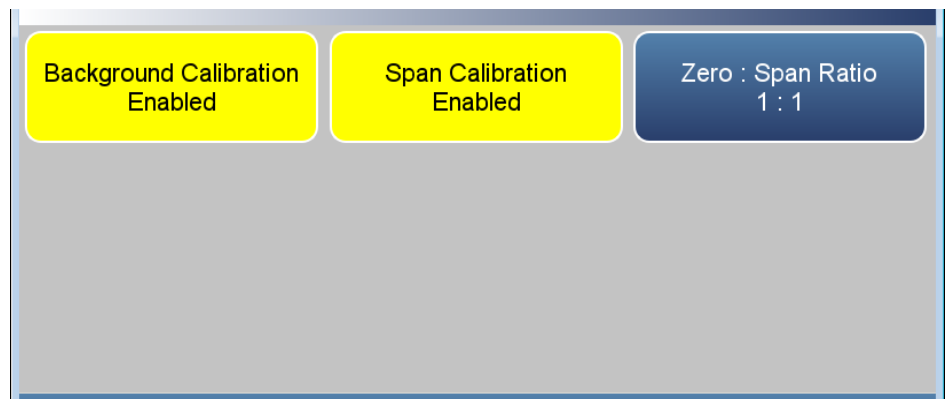 Background Calibration
Enabled
Span Calibration
Enabled
Zero : Span Ratio
1 : 1